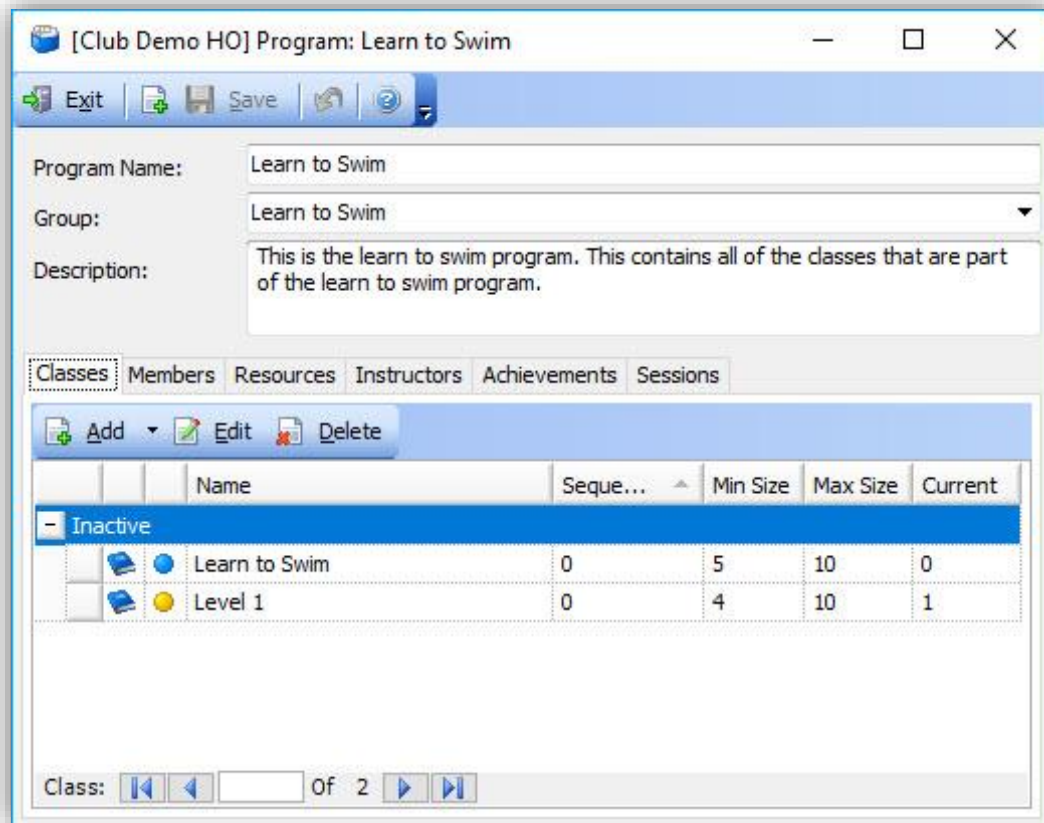 [Club Demo HO] Program: Learn to Swim
Exit Save
Program Name: Learn to Swim
Group: Learn to Swim
Description: This is the learn to swim program. This contains all of the classes that are part
of the learn to swim program.
Classes Members Resources Instructors Achievements Sessions
Add Edit Delete
Name Seque... Min Size Max Size Current
Inactive
Learn to Swim 0 5 10 0
Level 1 0 4 10 1
Class: Of 2